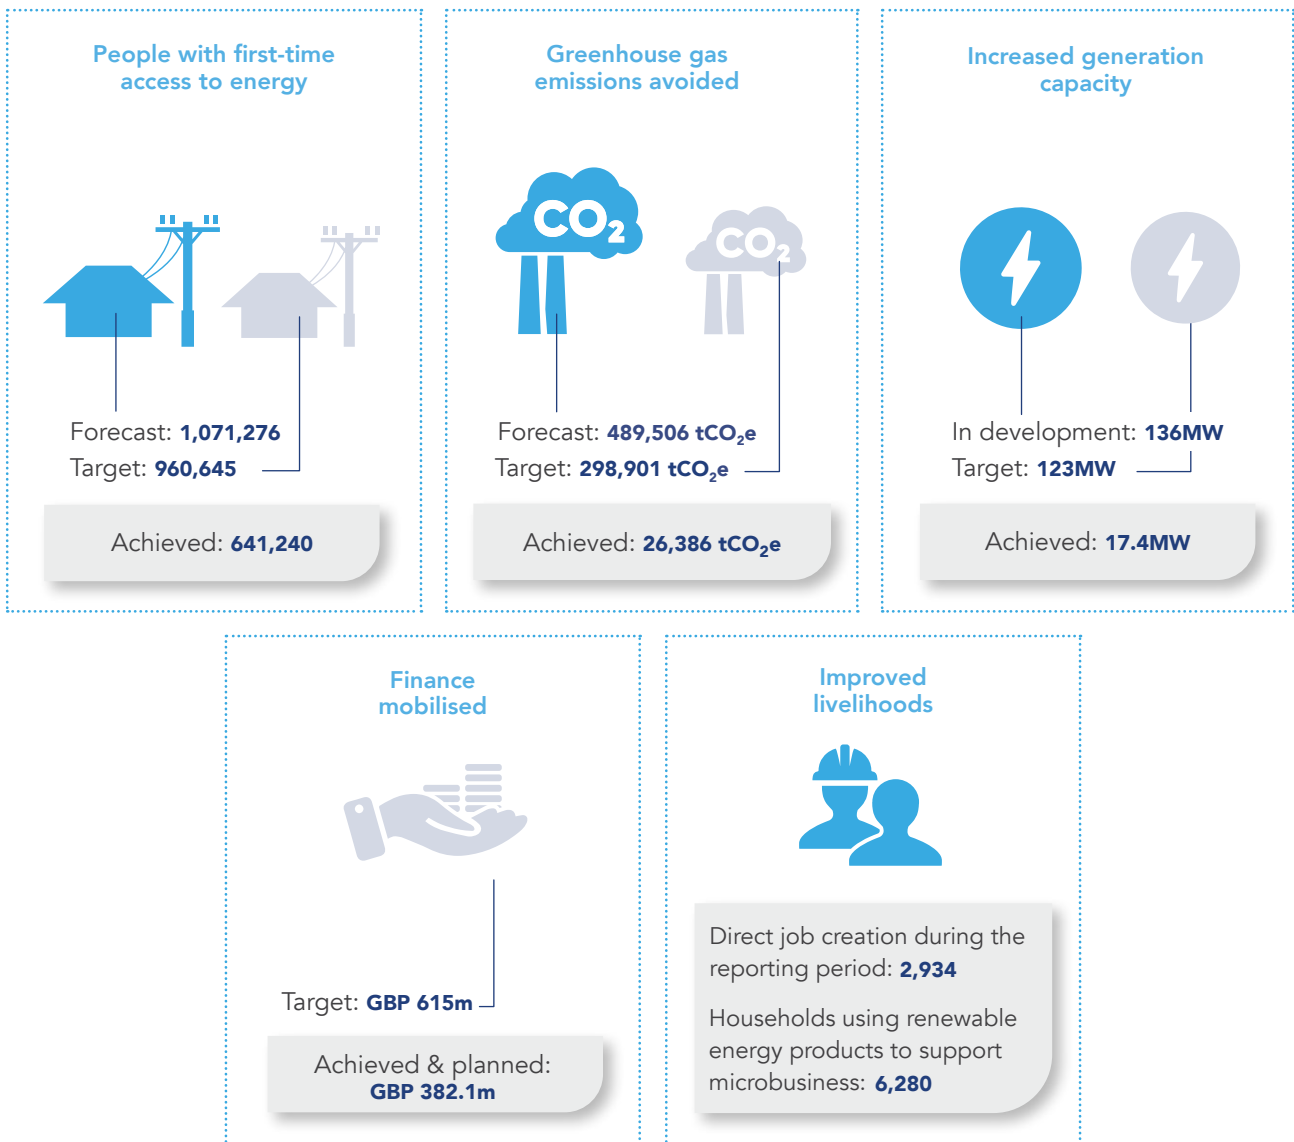 People with first-time
access to energy
Forecast: 1,071,276
Target: 960,645
Achieved: 641,240
Greenhouse gas
emissions avoided
CO₂
CO₂
Forecast: 489,506 tCO₂e
Target: 298,901 tCO₂e
Achieved: 26,386 tCO₂e
Increased generation
capacity
In development: 136MW
Target: 123MW
Achieved: 17.4MW
Finance
mobilised
Target: GBP 615m
Achieved & planned:
GBP 382.1m
Improved
livelihoods
Direct job creation during the
reporting period: 2,934
Households using renewable
energy products to support
microbusiness: 6,280